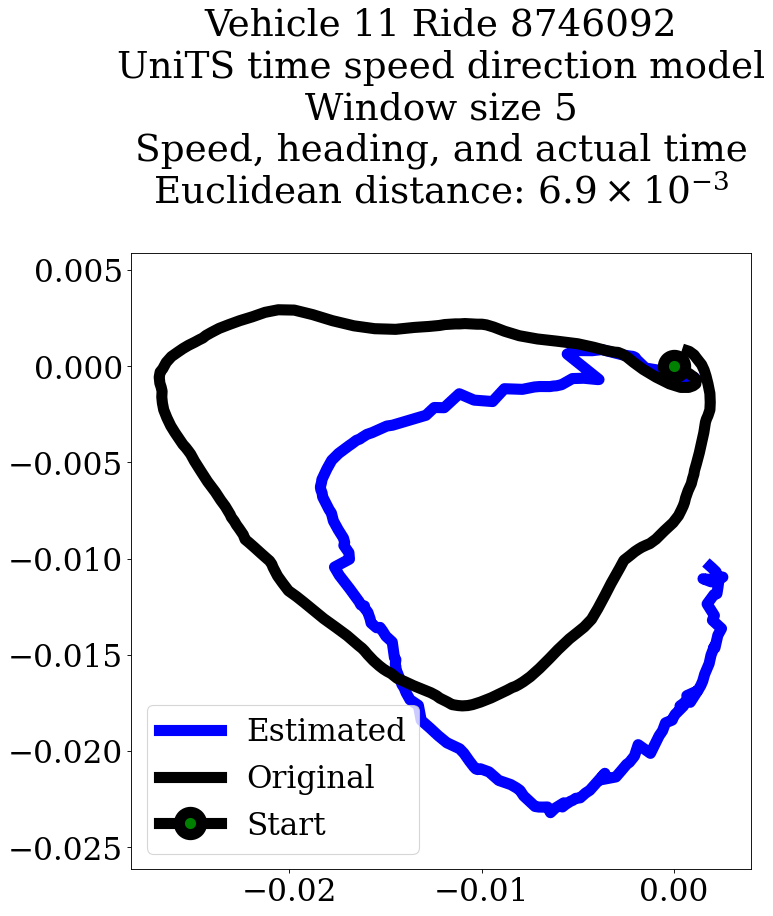 Vehicle 11 Ride 8746092
UniTS time speed direction model
Window size 5
Speed, heading, and actual time
Euclidean distance: 6.9 × 10⁻³
0.005
0.000
−0.005
−0.010
−0.015
−0.020
−0.025
Estimated
Original
Start
−0.02
−0.01
0.00